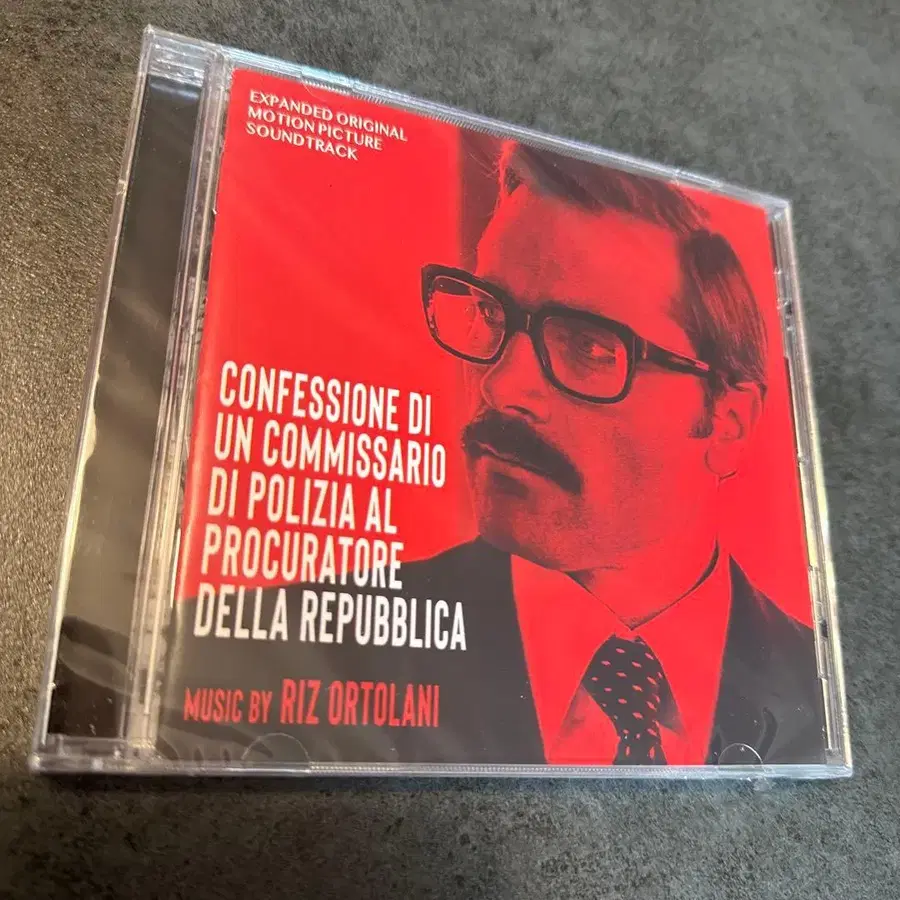 EXPANDED ORIGINAL
MOTION PICTURE
SOUNDTRACK
CONFESSIONE DI
UN COMMISSARIO
DI POLIZIA AL
PROCURATORE
DELLA REPUBBLICA
MUSIC BY RIZ ORTOLANI